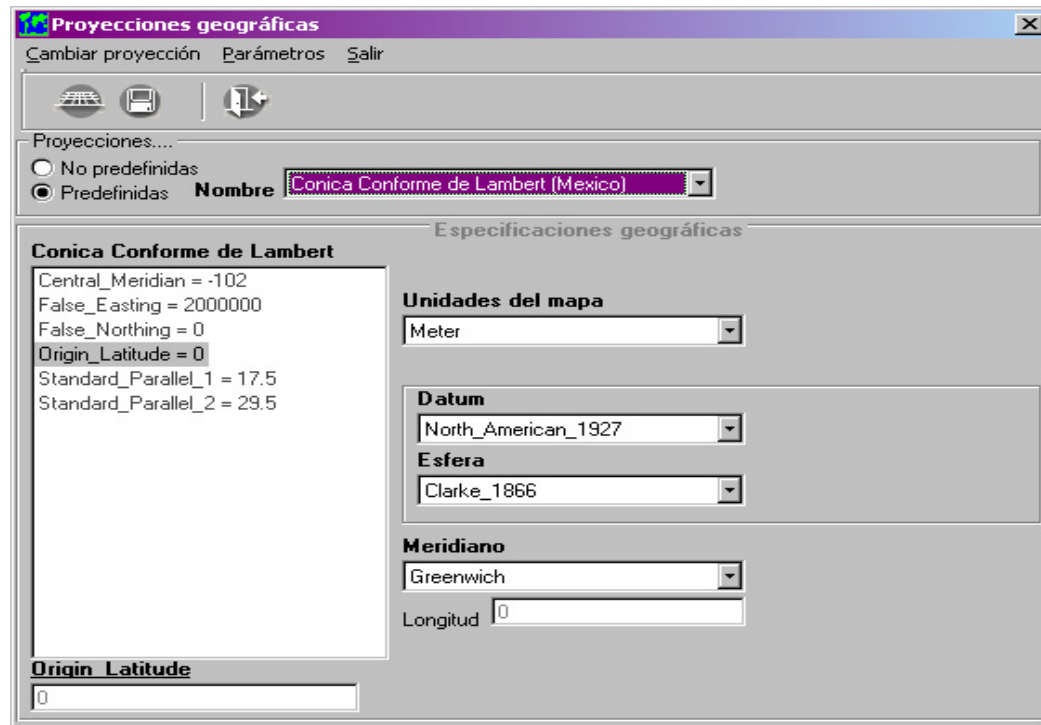 Proyecciones geográficas
Cambiar proyección Parámetros Salir
Proyecciones....
No predefinidas
Predefinidas
Nombre
Conica Conforme de Lambert (Mexico)
Especificaciones geográficas
Conica Conforme de Lambert
Central_Meridian = -102
False_Easting = 2000000
False_Northing = 0
Origin_Latitude = 0
Standard_Parallel_1 = 17.5
Standard_Parallel_2 = 29.5
Origin_Latitude
0
Unidades del mapa
Meter
Datum
North_American_1927
Esfera
Clarke_1866
Meridiano
Greenwich
Longitud 0